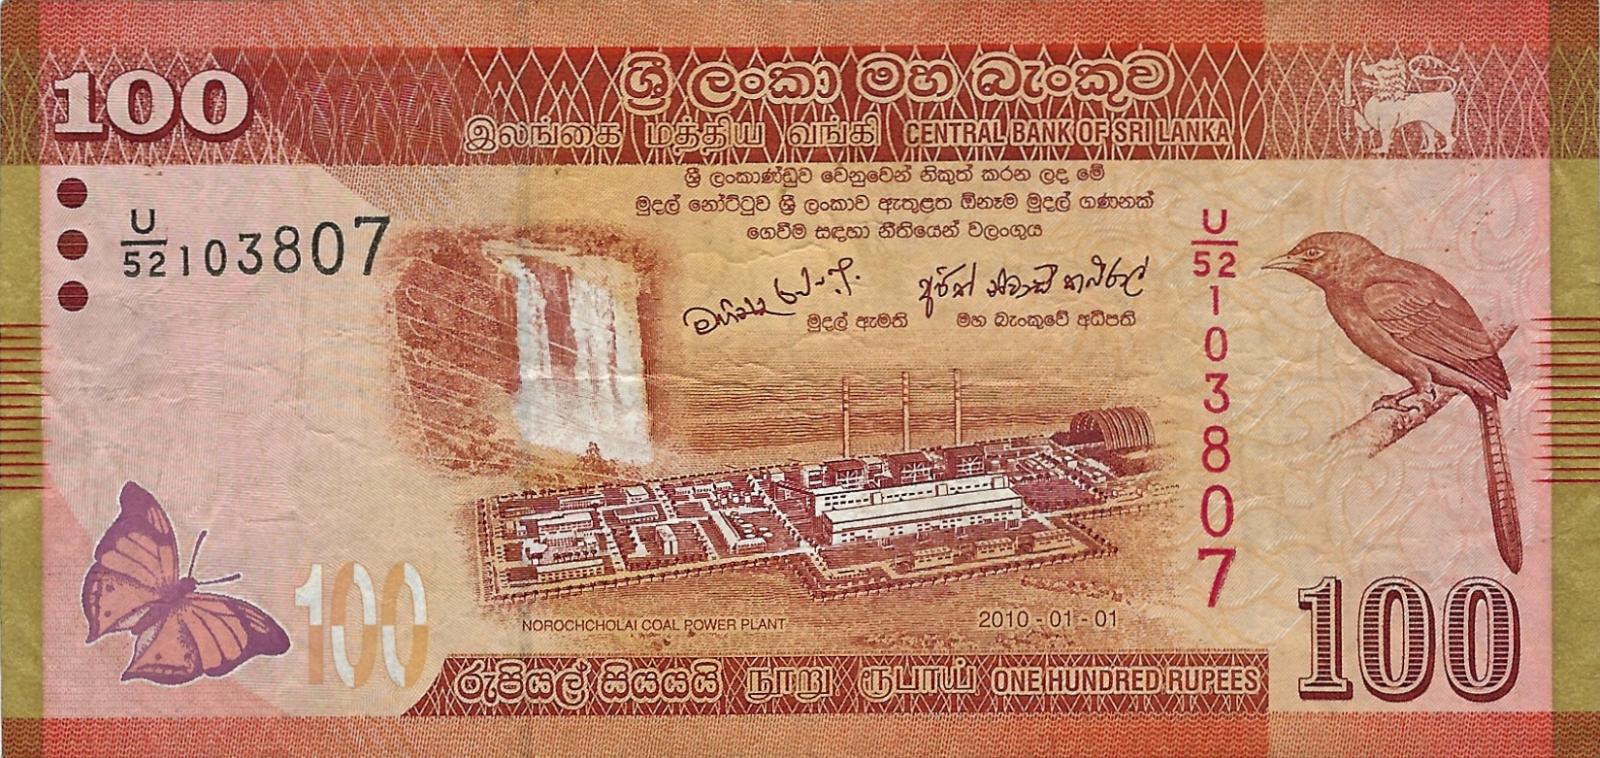 100
ශ්‍රී ලංකා මහ බැංකුව
இலங்கை மத்திய வங்கி CENTRAL BANK OF SRI LANKA
ශ්‍රී ලංකාණ්ඩුව වෙනුවෙන් නිකුත් කරන ලද මේ
මුදල් නෝට්ටුව ශ්‍රී ලංකාව ඇතුළත ඕනෑම මුදල් ගණනක්
ගෙවීම සඳහා නීතියෙන් වලංගුය
U/52 103807
U/52 103807
මුදල් ඇමති මහ බැංකුවේ අධිපති
NOROCHCHOLAI COAL POWER PLANT
2010-01-01
100
100
රුපියල් සියයයි நூறு ரூபாய் ONE HUNDRED RUPEES